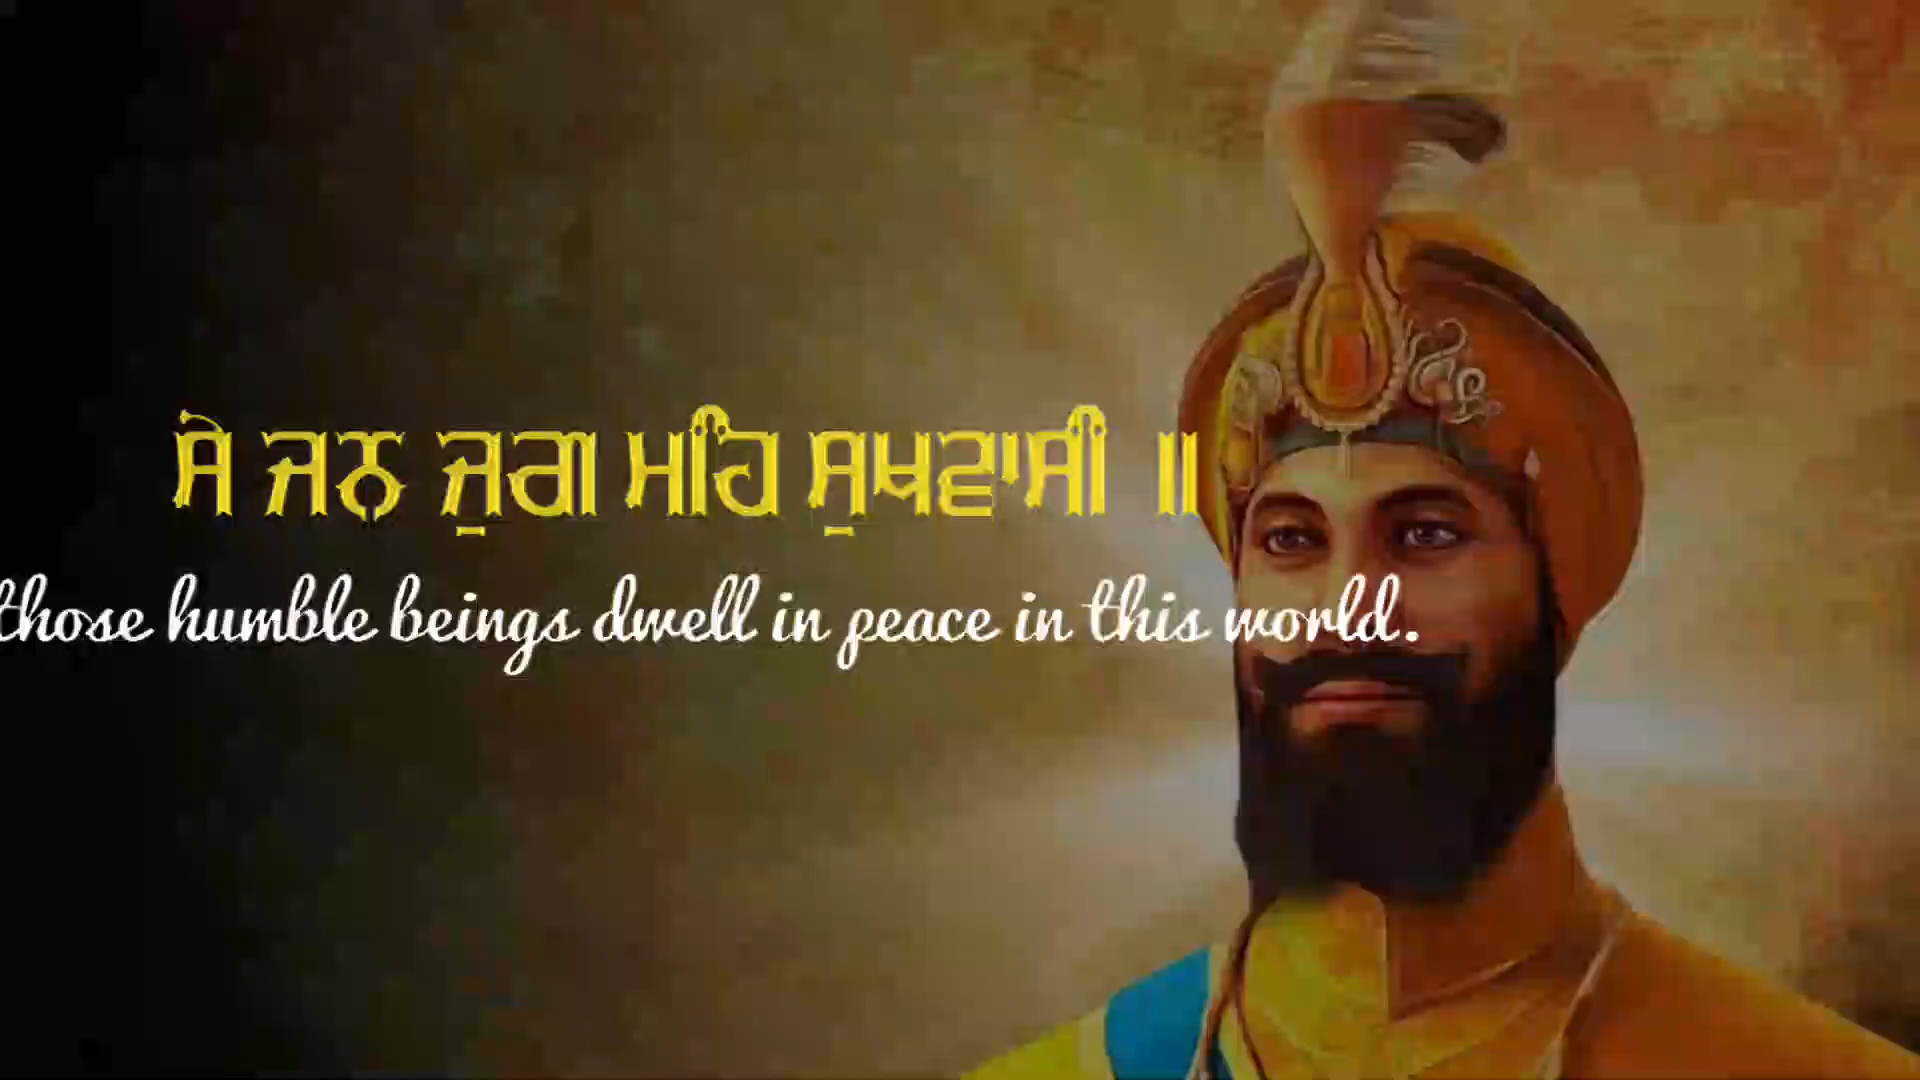 ਸੇ ਜਨ ਜੁਗ ਮਹਿ ਸੁਖਵਾਸੀ ॥
those humble beings dwell in peace in this world.